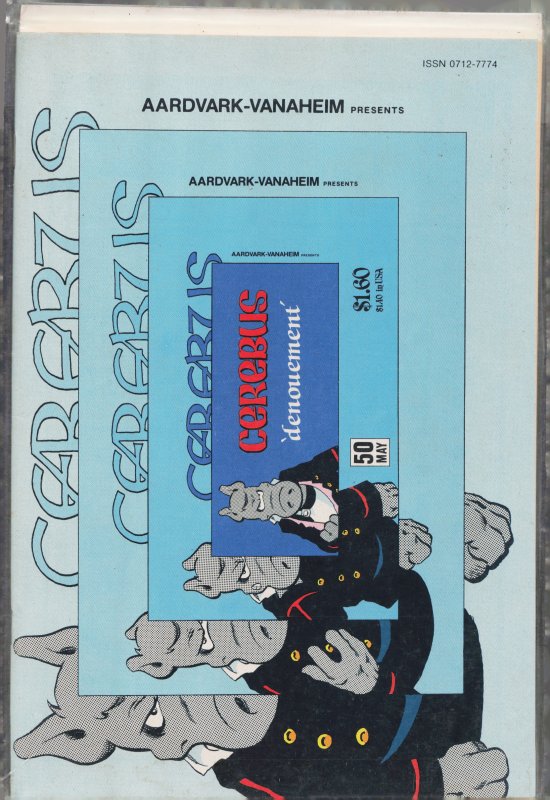 ISSN 0712-7774
AARDVARK-VANAHEIM PRESENTS
CEREBUS
AARDVARK-VANAHEIM PRESENTS
CEREBUS
AARDVARK-VANAHEIM PRESENTS
CEREBUS
CEREBUS
`denouement´
$1.60
$1.40 in USA
50
MAY